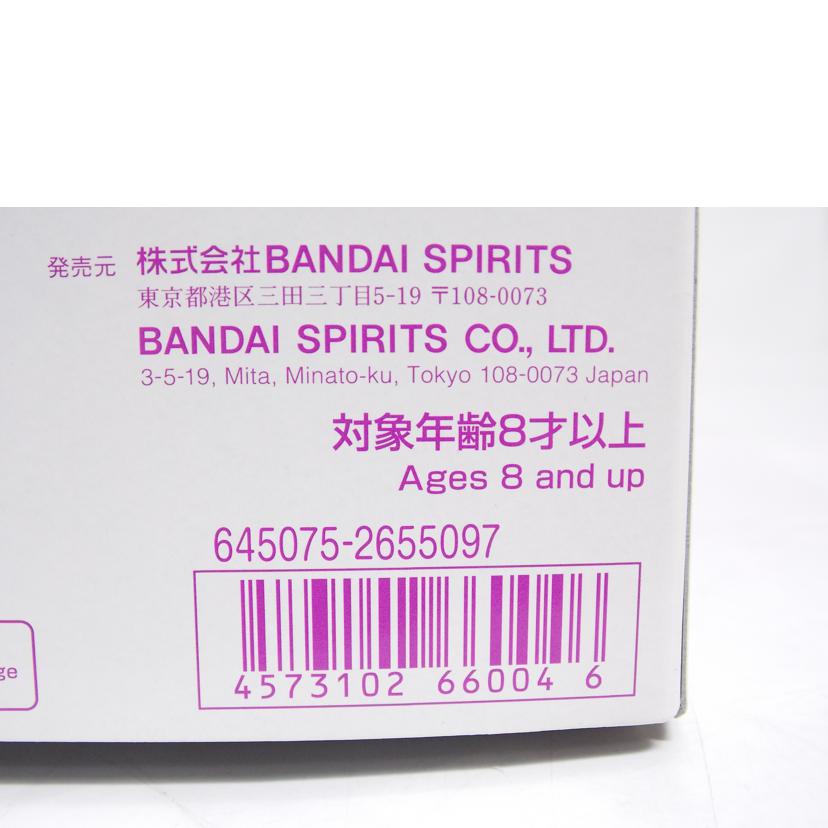 発売元 株式会社BANDAI SPIRITS
東京都港区三田三丁目5-19 〒108-0073
BANDAI SPIRITS CO., LTD.
3-5-19, Mita, Minato-ku, Tokyo 108-0073 Japan
対象年齢8才以上
Ages 8 and up
645075-2655097
4573102 66004 6